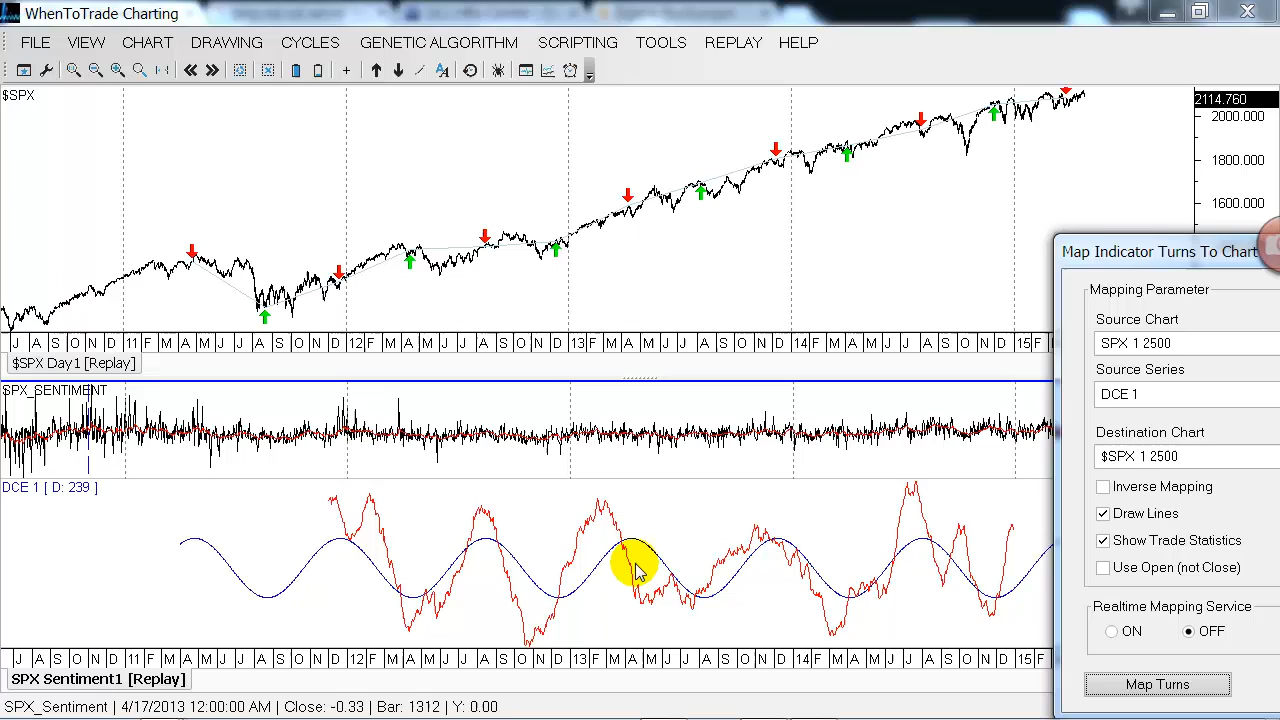 WhenToTrade Charting
FILE VIEW CHART DRAWING CYCLES GENETIC ALGORITHM SCRIPTING TOOLS REPLAY HELP
$SPX
2114.760
2000.000
1800.000
1600.000
J A S O N D 11 M A M J J A S O N D 12 F M A M J J A S O N D 13 F M A M J J A S O N D 14 F M A M J J A S O N D 15 F
$SPX Day1 [Replay]
SPX_SENTIMENT
DCE 1 [ D: 239 ]
J A S O N D 11 M A M J J A S O N D 12 F M A M J J A S O N D 13 F M A M J J A S O N D 14 F M A M J J A S O N D 15
SPX Sentiment1 [Replay]
SPX_Sentiment | 4/17/2013 12:00:00 AM | Close: -0.33 | Bar: 1312 | Y: 0.00
Map Indicator Turns To Chart
Mapping Parameter
Source Chart
SPX 1 2500
Source Series
DCE 1
Destination Chart
$SPX 1 2500
Inverse Mapping
Draw Lines
Show Trade Statistics
Use Open (not Close)
Realtime Mapping Service
ON OFF
Map Turns